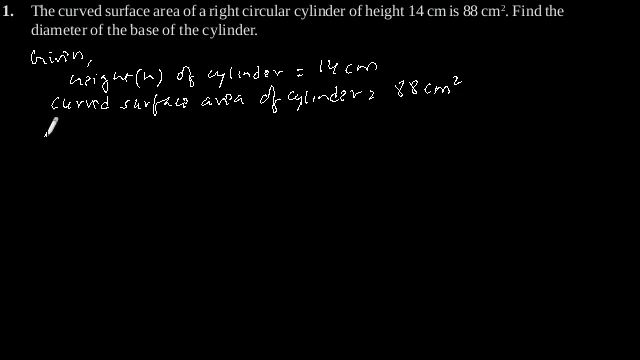 1. The curved surface area of a right circular cylinder of height 14 cm is 88 cm². Find the
diameter of the base of the cylinder.
Given,
height(h) of cylinder = 14 cm
curved surface area of cylinder = 88 cm²